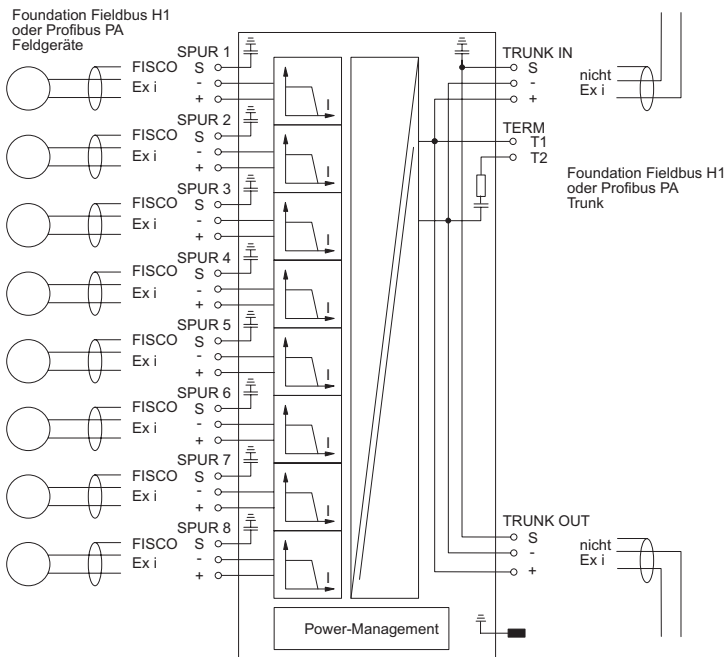 Foundation Fieldbus H1
oder Profibus PA
Feldgeräte
SPUR 1
FISCO S
Ex i -
+
SPUR 2
FISCO S
Ex i -
+
SPUR 3
FISCO S
Ex i -
+
SPUR 4
FISCO S
Ex i -
+
SPUR 5
FISCO S
Ex i -
+
SPUR 6
FISCO S
Ex i -
+
SPUR 7
FISCO S
Ex i -
+
SPUR 8
FISCO S
Ex i -
+
I
I
I
I
I
I
I
I
Power-Management
TRUNK IN
S
-
+
nicht
Ex i
TERM
T1
T2
Foundation Fieldbus H1
oder Profibus PA
Trunk
TRUNK OUT
S
-
+
nicht
Ex i